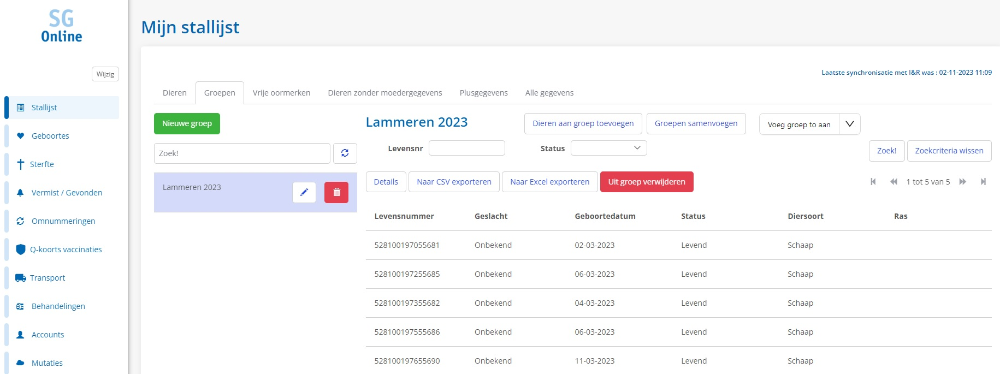 SG
Online
Wijzig
Stallijst
Geboortes
Sterfte
Vermist / Gevonden
Omnummeringen
Q-koorts vaccinaties
Transport
Behandelingen
Accounts
Mutaties
Mijn stallijst
Laatste synchronisatie met I&R was : 02-11-2023 11:09
Dieren Groepen Vrije oormerken Dieren zonder moedergegevens Plusgegevens Alle gegevens
Nieuwe groep
Zoek!
Lammeren 2023
Lammeren 2023 Dieren aan groep toevoegen Groepen samenvoegen Voeg groep to aan
Levensnr Status Zoek! Zoekcriteria wissen
Details Naar CSV exporteren Naar Excel exporteren Uit groep verwijderen 1 tot 5 van 5
Levensnummer Geslacht Geboortedatum Status Diersoort Ras
528100197055681 Onbekend 02-03-2023 Levend Schaap
528100197255685 Onbekend 06-03-2023 Levend Schaap
528100197355682 Onbekend 04-03-2023 Levend Schaap
528100197555686 Onbekend 06-03-2023 Levend Schaap
528100197655690 Onbekend 11-03-2023 Levend Schaap